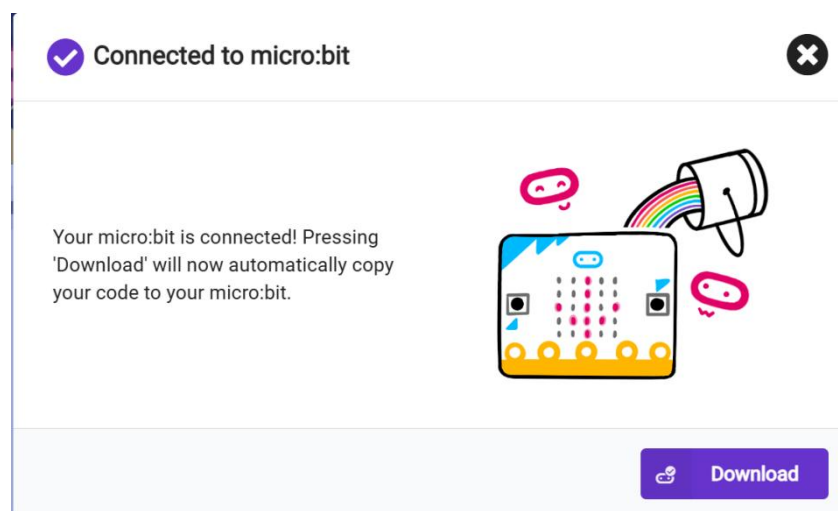 Connected to micro:bit
Your micro:bit is connected! Pressing
'Download' will now automatically copy
your code to your micro:bit.
Download